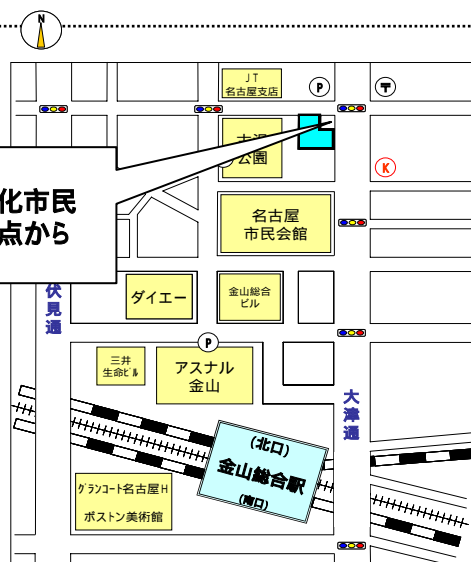 N
JT
名古屋支店
P
〒
公園
K
化市民
点から
名古屋
市民会館
伏見通
ダイエー
金山総合
ビル
P
三井
生命ビル
アスナル
金山
大津通
(北口)
金山総合駅
(南口)
グランコート名古屋H
ボストン美術館